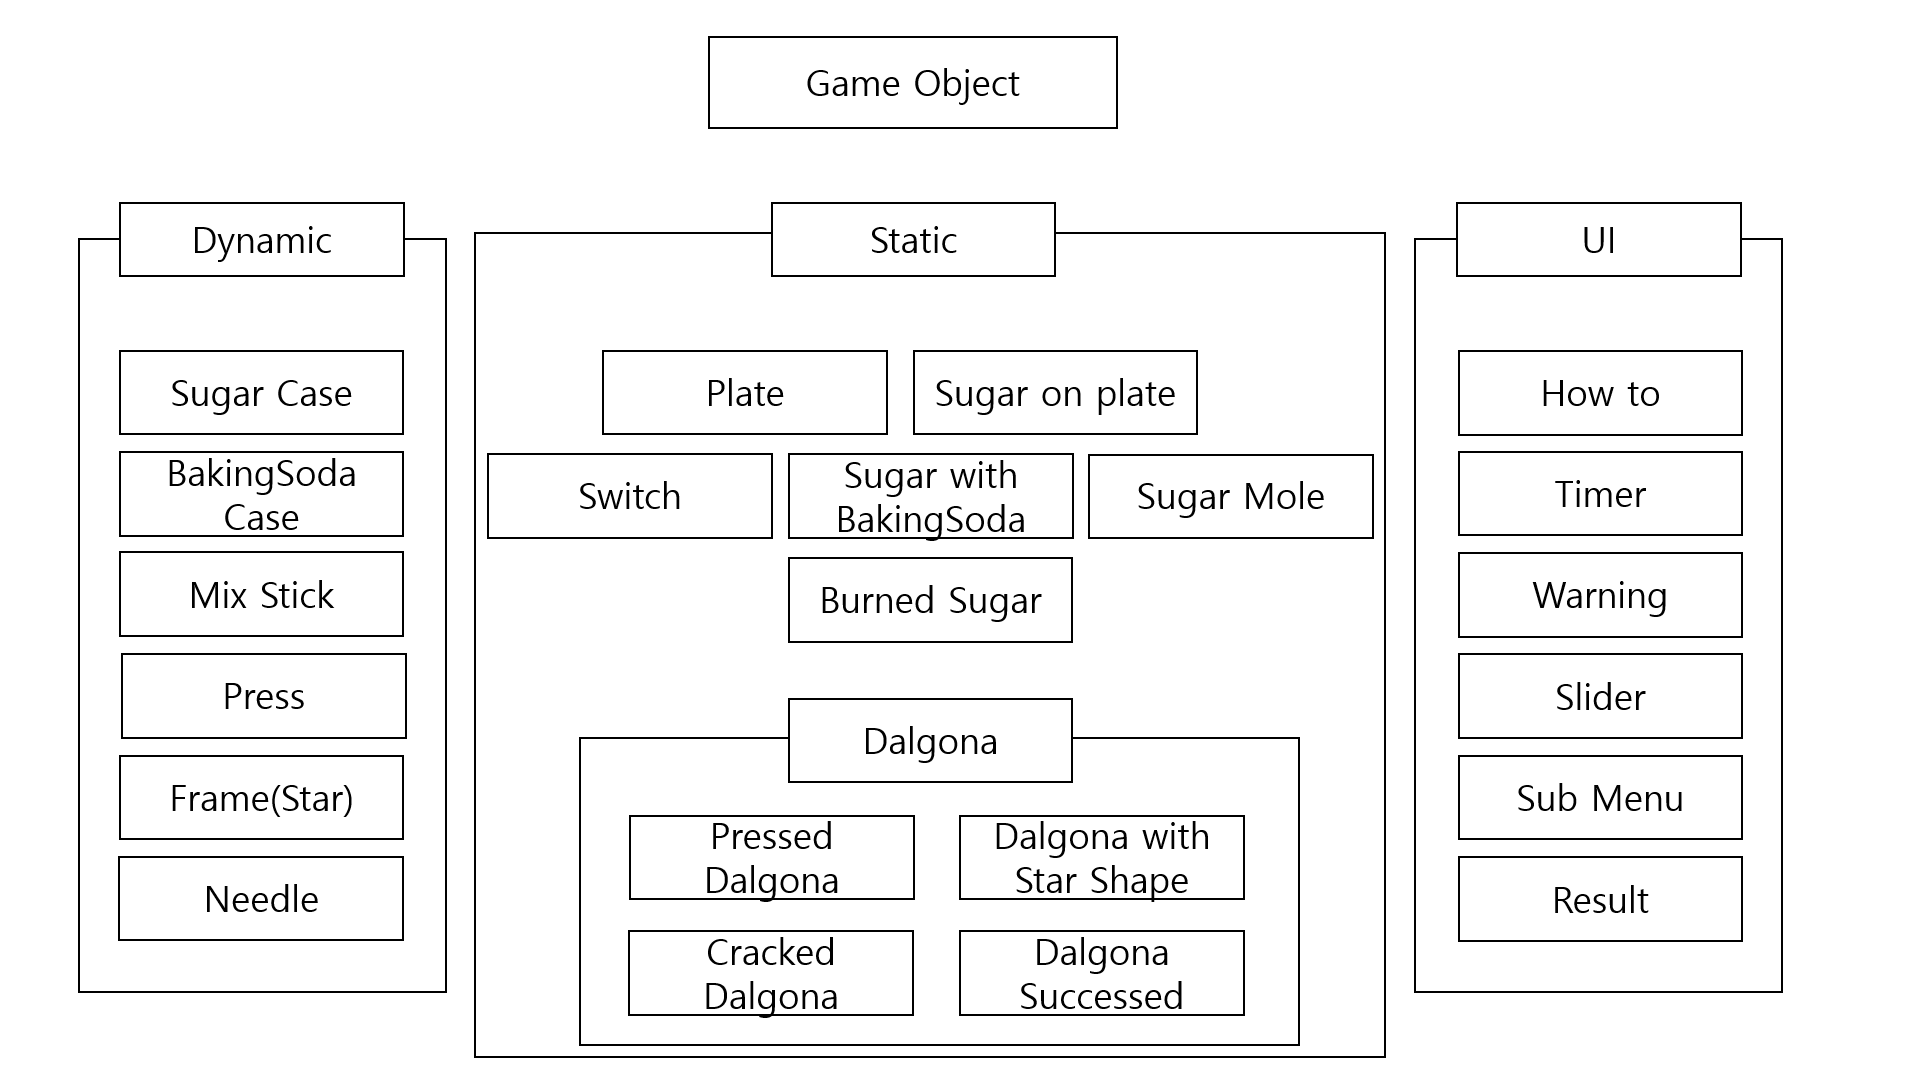 Game Object
Dynamic
Sugar Case
BakingSoda
Case
Mix Stick
Press
Frame(Star)
Needle
Static
Plate
Sugar on plate
Switch
Sugar with
BakingSoda
Sugar Mole
Burned Sugar
Dalgona
Pressed
Dalgona
Dalgona with
Star Shape
Cracked
Dalgona
Dalgona
Successed
UI
How to
Timer
Warning
Slider
Sub Menu
Result